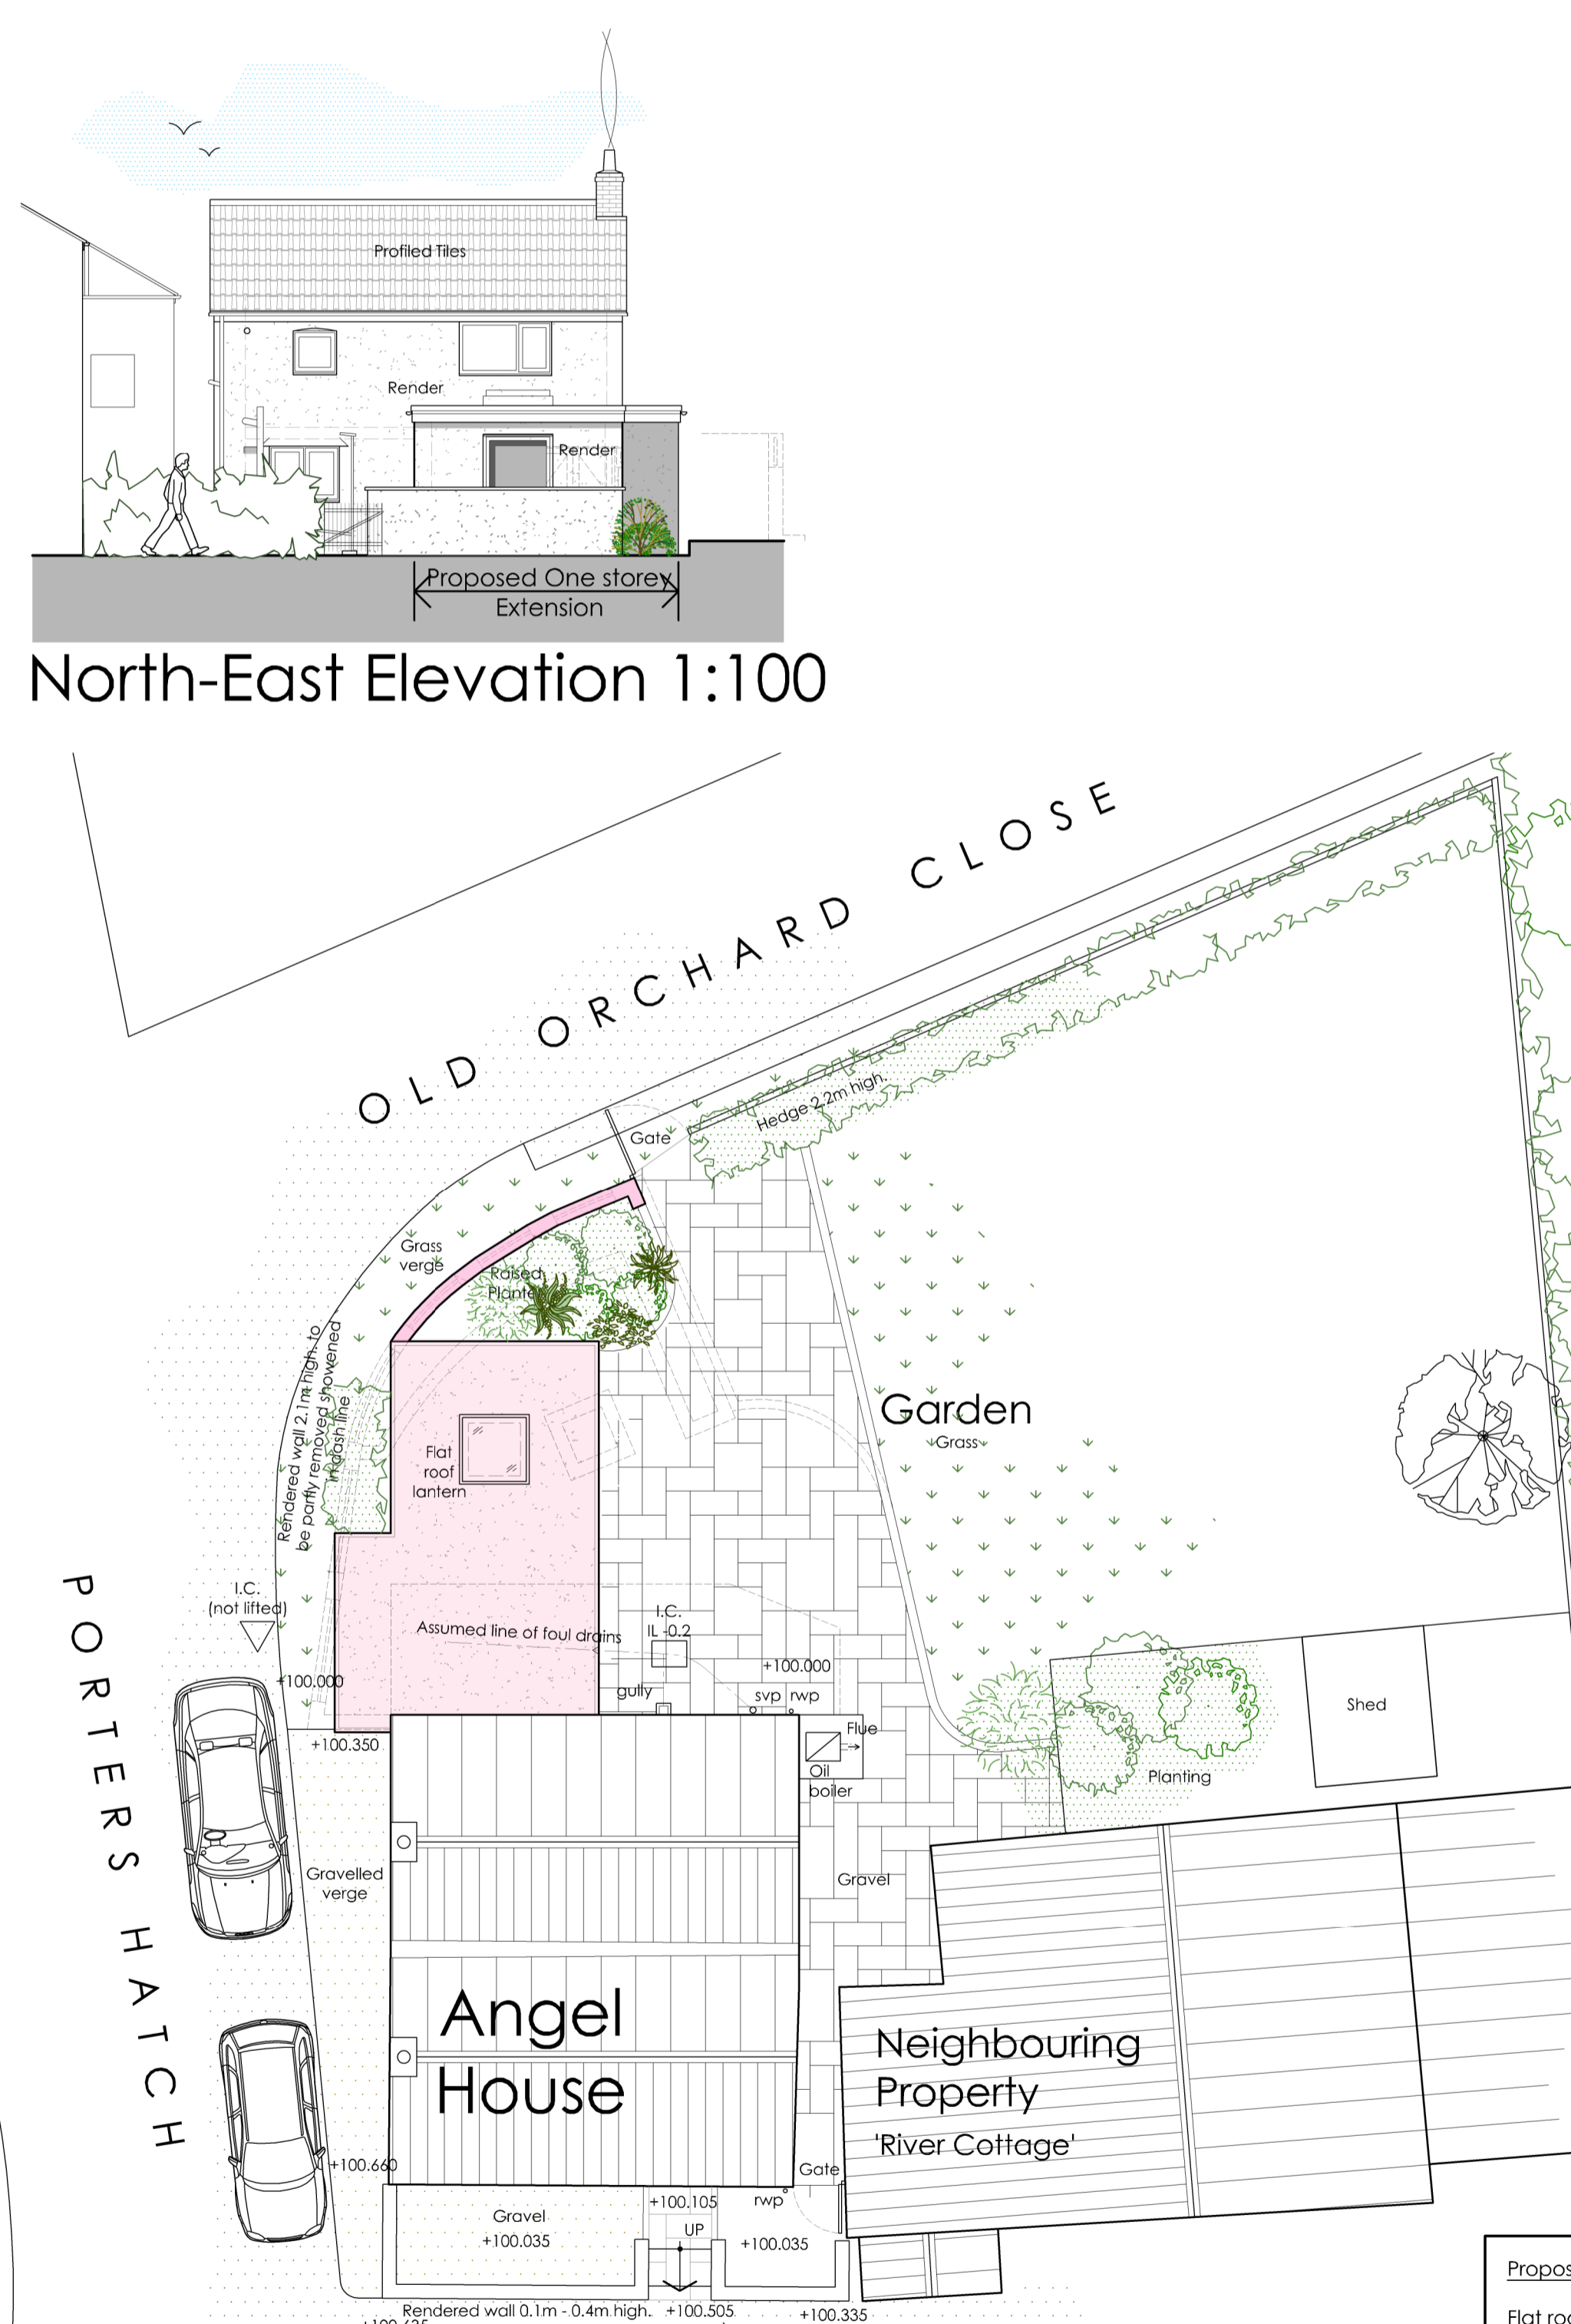 Profiled Tiles
Render
Render
Proposed One storey
Extension
North-East Elevation 1:100
OLD ORCHARD CLOSE
Hedge 2.2m high.
Gate
Grass
verge
Raised
Planter
Rendered wall 2.1m high. to
be partly removed showened
in dash line
Flat
roof
lantern
Garden
Grass
PORTERS HATCH
I.C.
(not lifted)
Assumed line of foul drains
I.C.
IL -0.2
+100.000
+100.000
gully
svp
rwp
+100.350
Flue
Oil
boiler
Shed
Planting
Gravelled
verge
Gravel
Angel
House
Neighbouring
Property
'River Cottage'
+100.660
Gate
Gravel
+100.035
+100.105
rwp
UP
+100.035
Rendered wall 0.1m - 0.4m high.
+100.505
+100.335
Propos
Flat roo